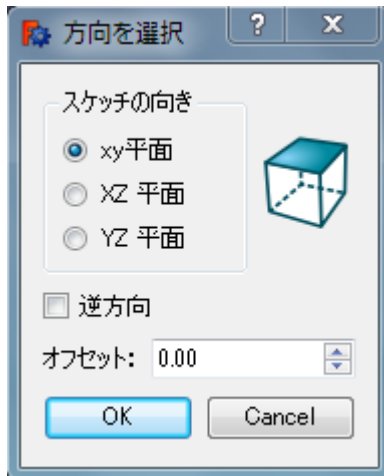 方向を選択
スケッチの向き
xy平面
XZ 平面
YZ 平面
逆方向
オフセット: 0.00
OK Cancel